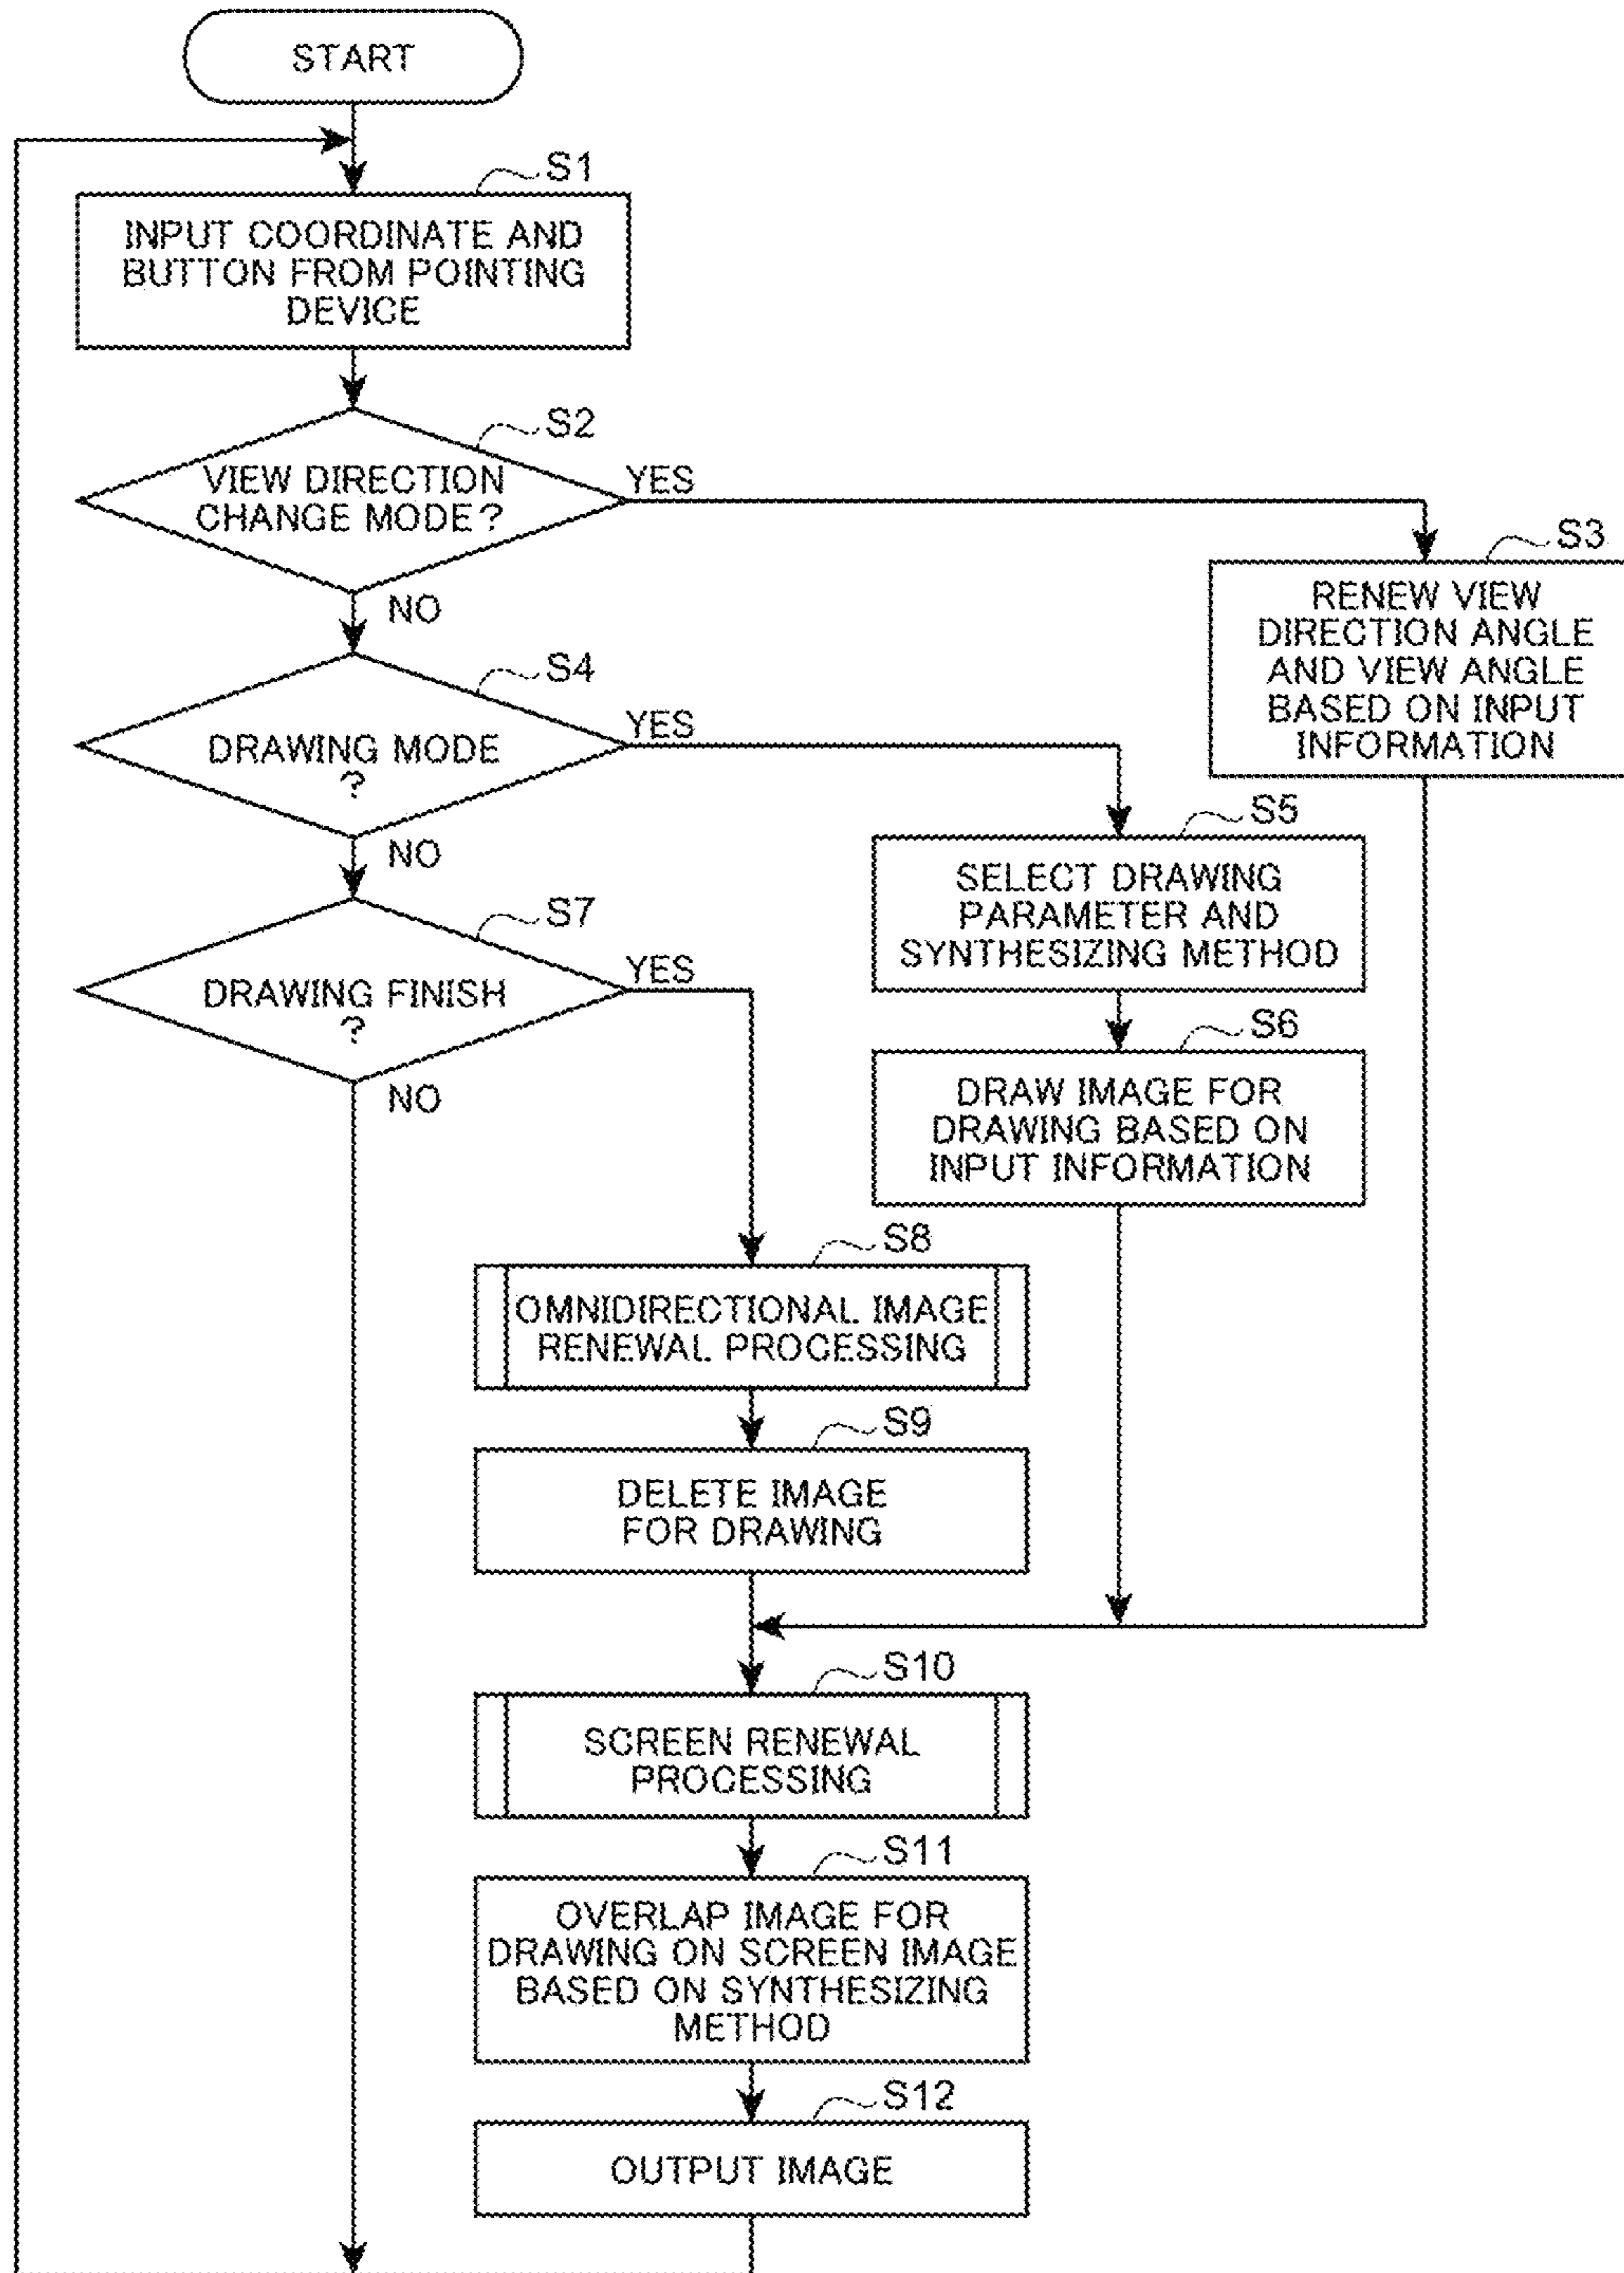 START
S1
INPUT COORDINATE AND
BUTTON FROM POINTING
DEVICE
S2
VIEW DIRECTION
CHANGE MODE?
YES
NO
S3
RENEW VIEW
DIRECTION ANGLE
AND VIEW ANGLE
BASED ON INPUT
INFORMATION
S4
DRAWING MODE
?
YES
NO
S5
SELECT DRAWING
PARAMETER AND
SYNTHESIZING METHOD
S7
DRAWING FINISH
?
YES
NO
S6
DRAW IMAGE FOR
DRAWING BASED ON
INPUT INFORMATION
S8
OMNIDIRECTIONAL IMAGE
RENEWAL PROCESSING
S9
DELETE IMAGE
FOR DRAWING
S10
SCREEN RENEWAL
PROCESSING
S11
OVERLAP IMAGE FOR
DRAWING ON SCREEN IMAGE
BASED ON SYNTHESIZING
METHOD
S12
OUTPUT IMAGE